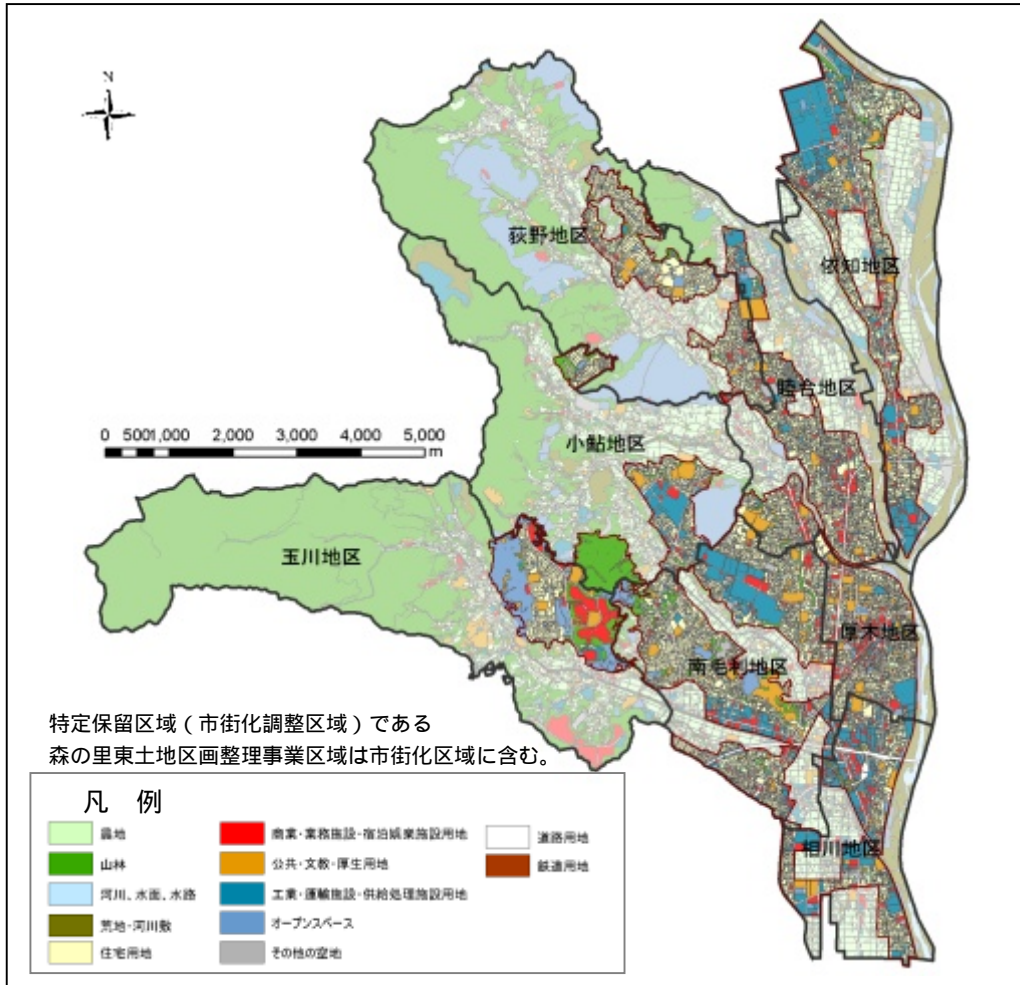 N
荻野地区
依知地区
睦合地区
0 500 1,000 2,000 3,000 4,000 5,000
m
小鮎地区
玉川地区
厚木地区
南毛利地区
特定保留区域（市街化調整区域）である
森の里東土地区画整理事業区域は市街化区域に含む。
相川地区
凡 例
農地
商業・業務施設・宿泊娯楽施設用地
道路用地
山林
公共・文教・厚生用地
鉄道用地
河川、水面、水路
工業・運輸施設・供給処理施設用地
荒地・河川敷
オープンスペース
住宅用地
その他の空地